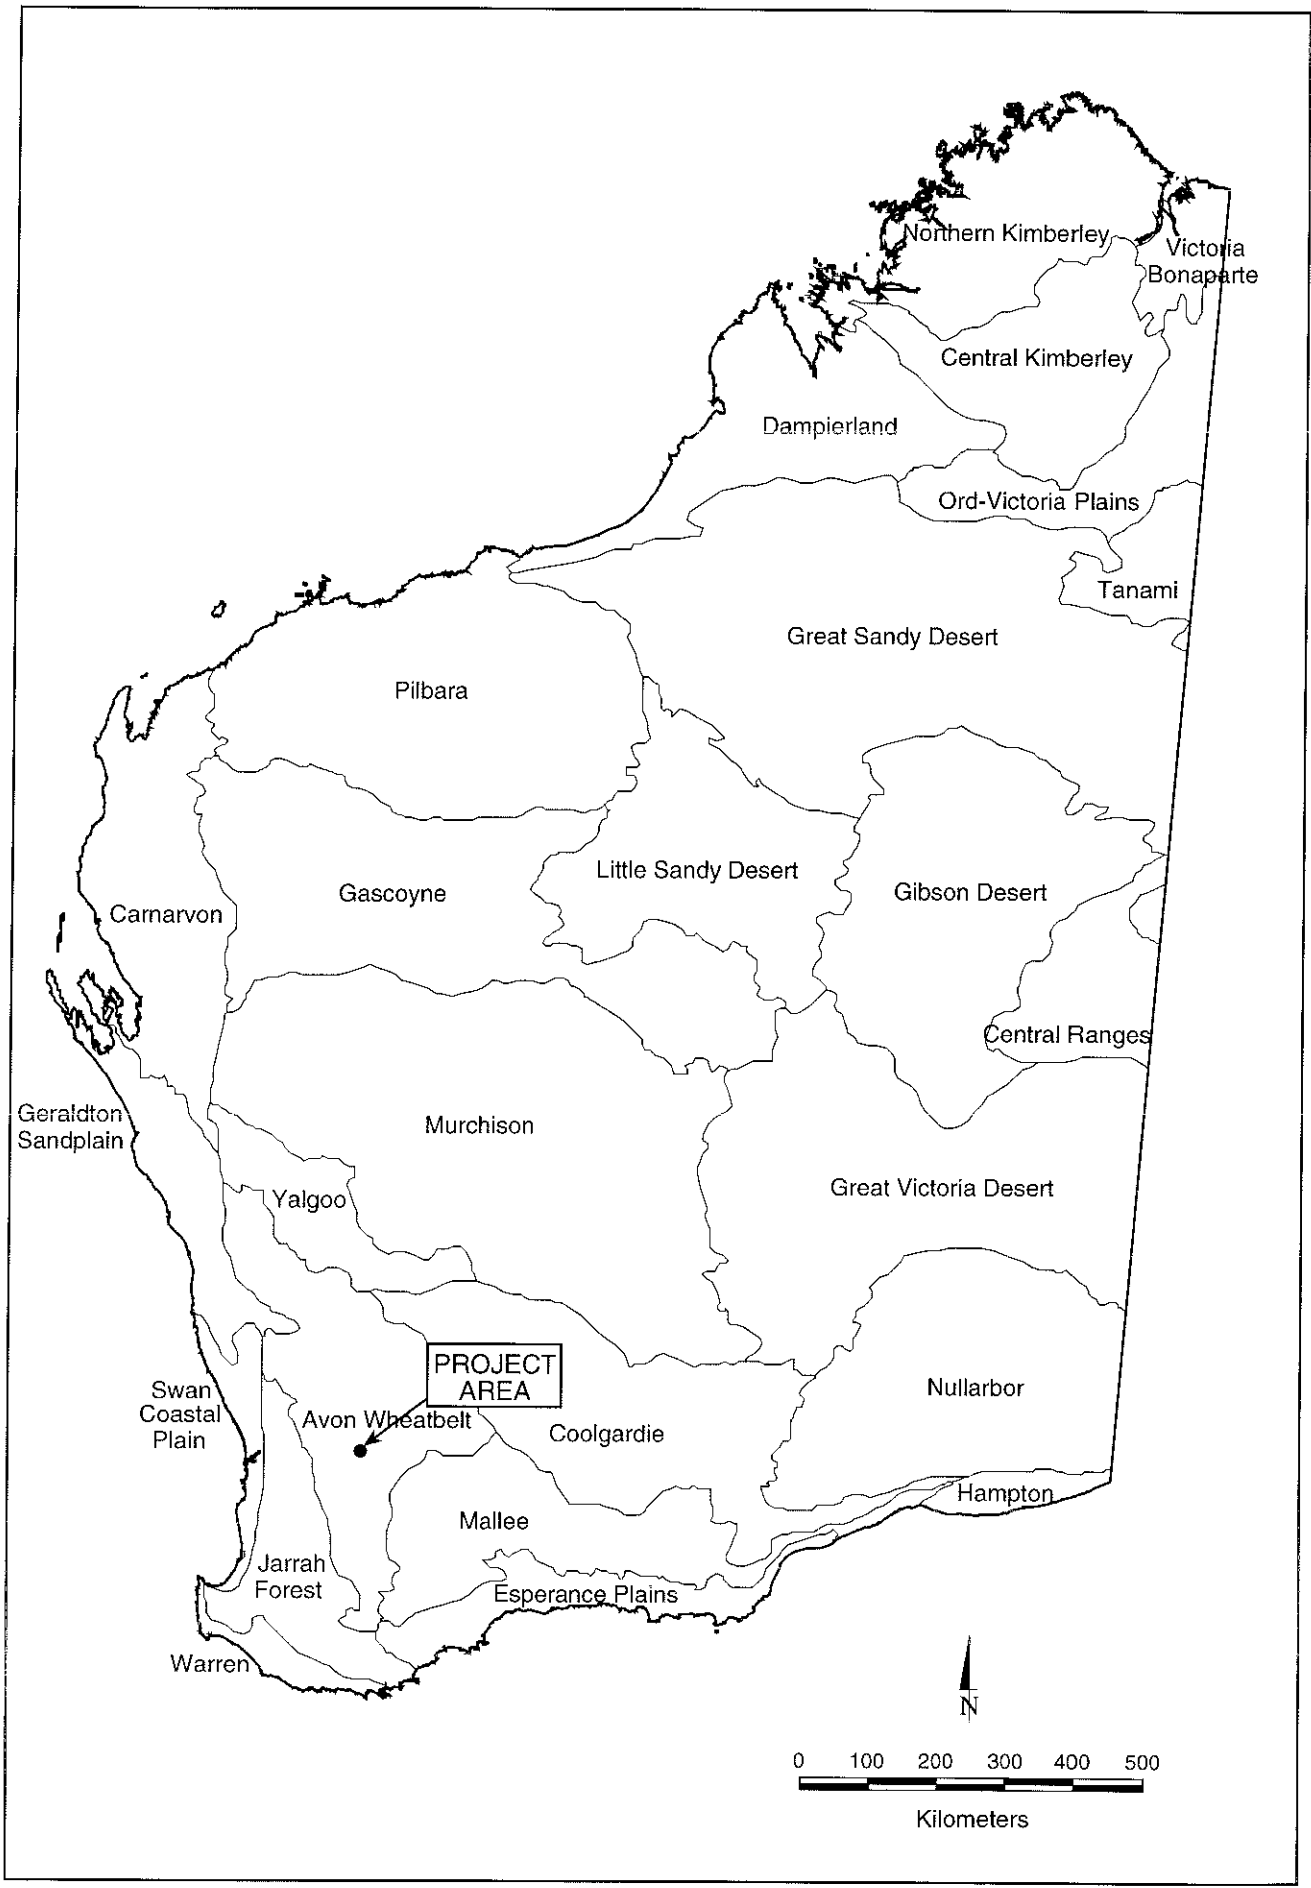 Northern Kimberley
Victoria
Bonaparte
Central Kimberley
Dampierland
Ord-Victoria Plains
Tanami
Great Sandy Desert
Pilbara
Little Sandy Desert
Gascoyne
Gibson Desert
Carnarvon
Central Ranges
Geraldton
Sandplain
Murchison
Great Victoria Desert
Yalgoo
PROJECT
AREA
Nullarbor
Swan
Coastal
Plain
Avon Wheatbelt
Coolgardie
Hampton
Mallee
Jarrah
Forest
Esperance Plains
Warren
N
0 100 200 300 400 500
Kilometers